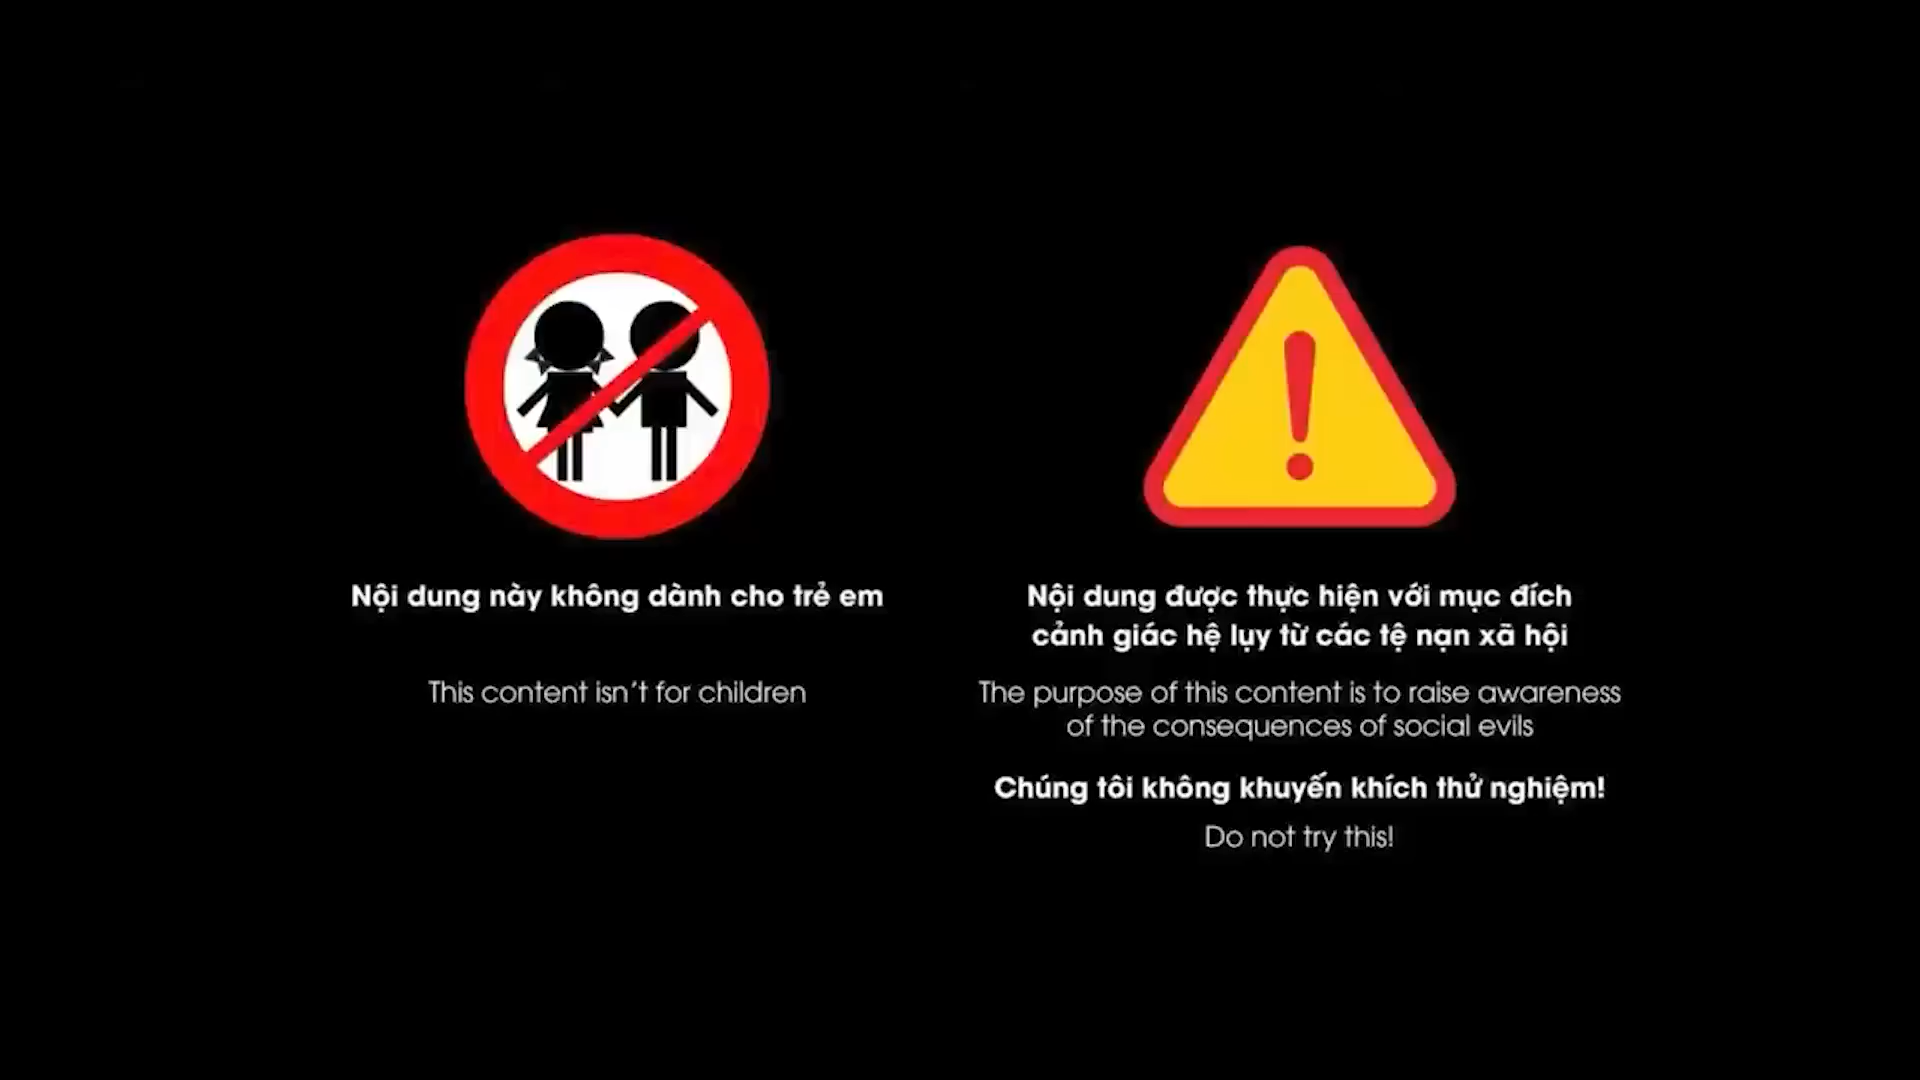 Nội dung này không dành cho trẻ em
This content isn't for children
Nội dung được thực hiện với mục đích
cảnh giác hệ lụy từ các tệ nạn xã hội
The purpose of this content is to raise awareness
of the consequences of social evils
Chúng tôi không khuyến khích thử nghiệm!
Do not try this!